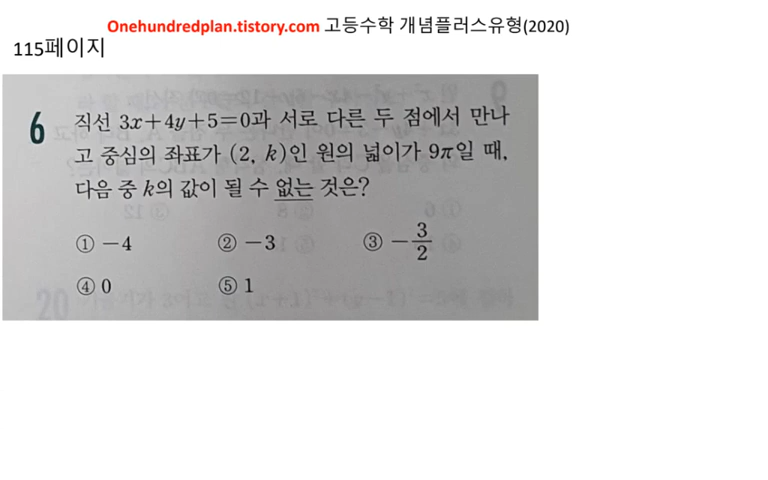 Onehundredplan.tistory.com 고등수학 개념플러스유형(2020)
115페이지
6 직선 3x+4y+5=0과 서로 다른 두 점에서 만나
고 중심의 좌표가 (2, k)인 원의 넓이가 9π일 때,
다음 중 k의 값이 될 수 없는 것은?
① −4 ② −3 ③ −3/2
④ 0 ⑤ 1